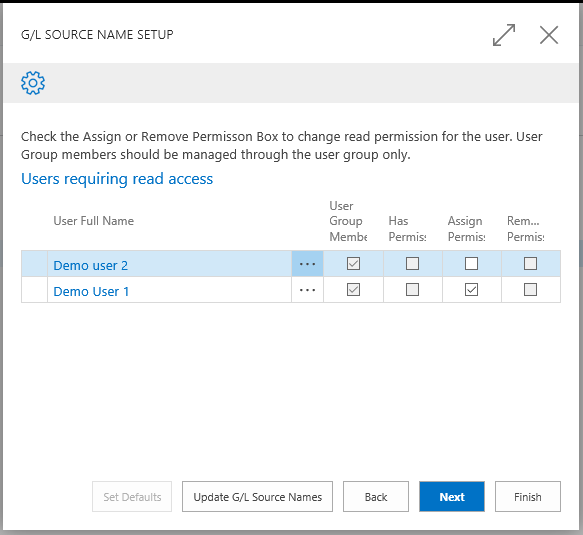 G/L SOURCE NAME SETUP
Check the Assign or Remove Permisson Box to change read permission for the user. User
Group members should be managed through the user group only.
Users requiring read access
User Full Name
User
Group
Membe
Has
Permis
Assign
Permis
Rem...
Permis
Demo user 2
Demo User 1
Set Defaults
Update G/L Source Names
Back
Next
Finish